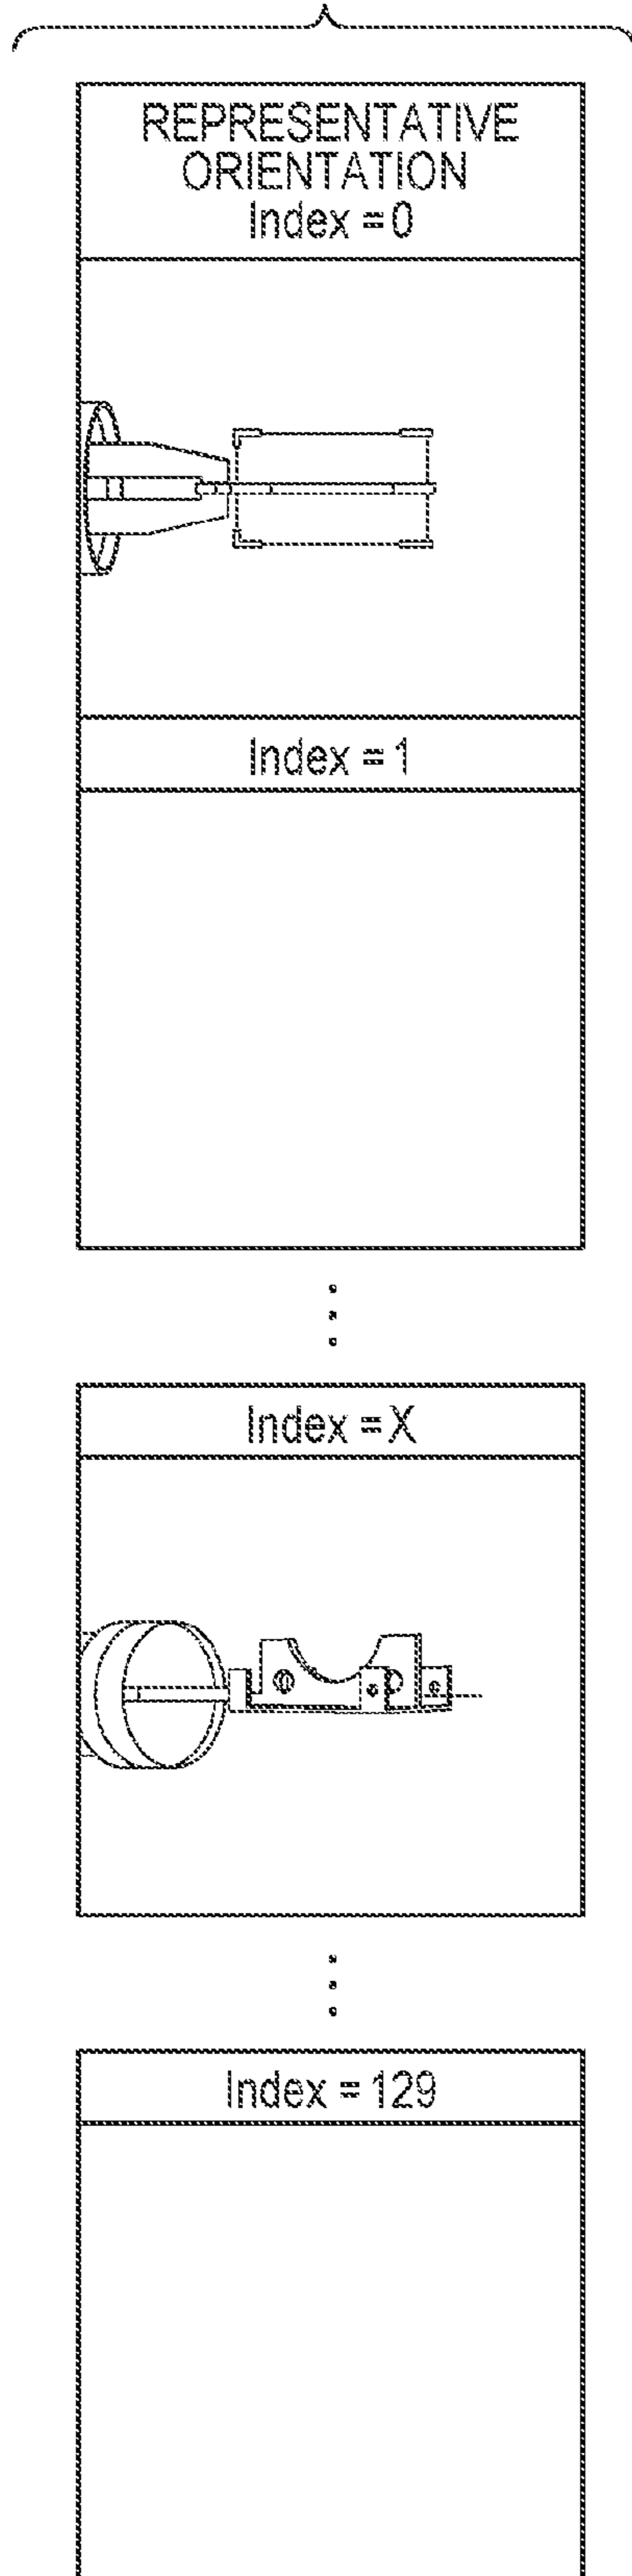 REPRESENTATIVE
ORIENTATION
Index = 0
Index = 1
Index = X
Index = 129